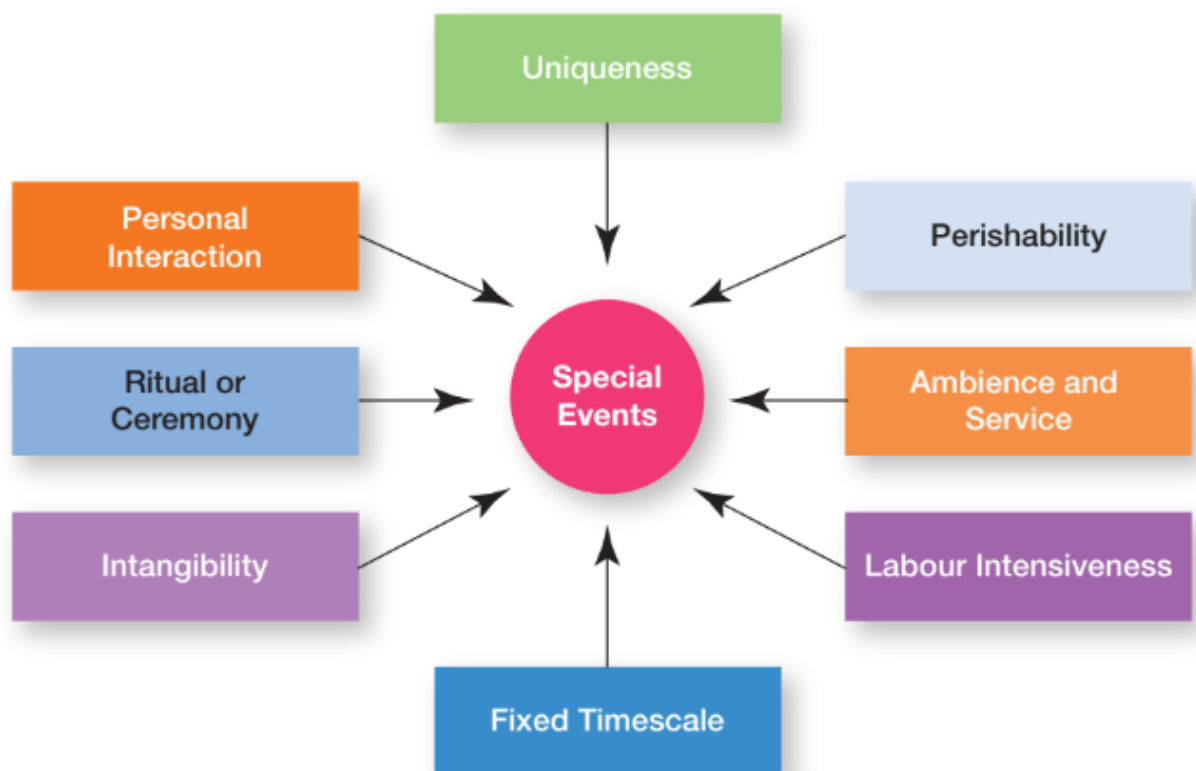 Uniqueness
Personal
Interaction
Perishability
Ritual or
Ceremony
Special
Events
Ambience and
Service
Intangibility
Labour Intensiveness
Fixed Timescale